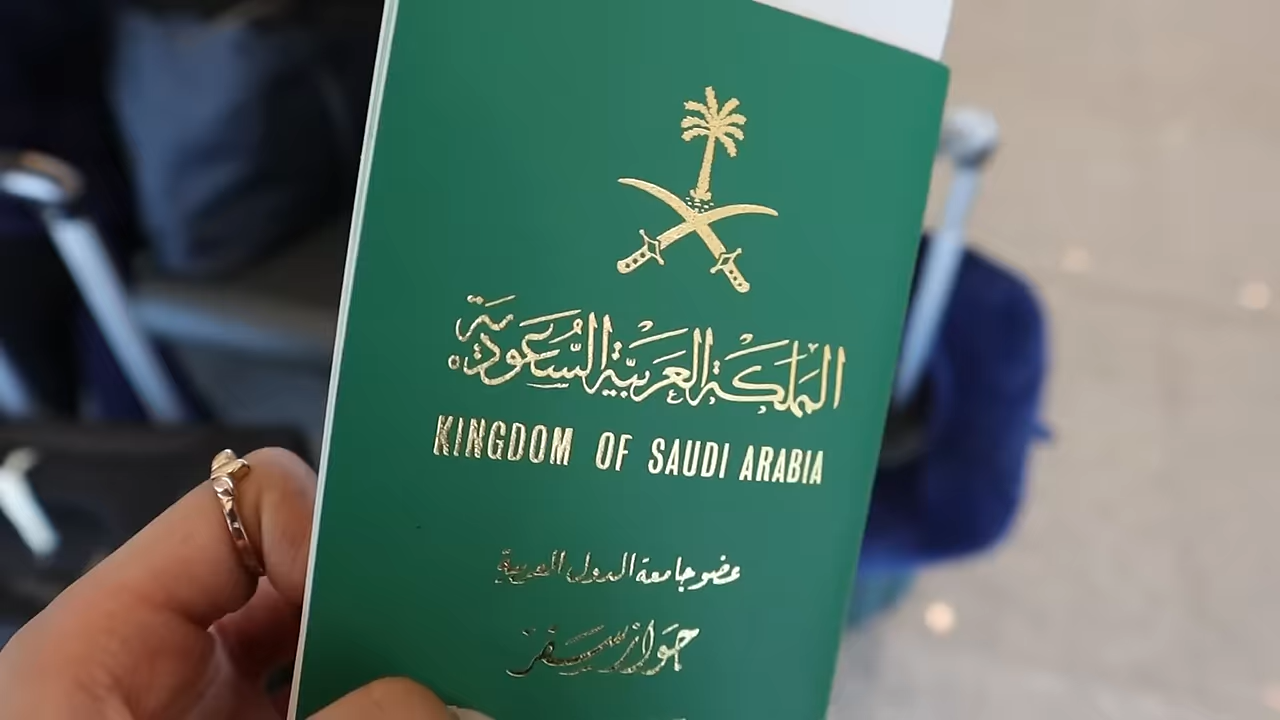 المملكة العربية السعودية
KINGDOM OF SAUDI ARABIA
عضو جامعة الدول العربية
جواز سفر